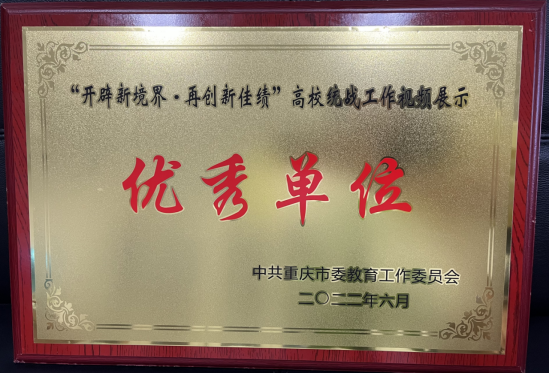 “开辟新境界·再创新佳绩”高校统战工作视频展示
优秀单位
中共重庆市委教育工作委员会
二〇二二年六月